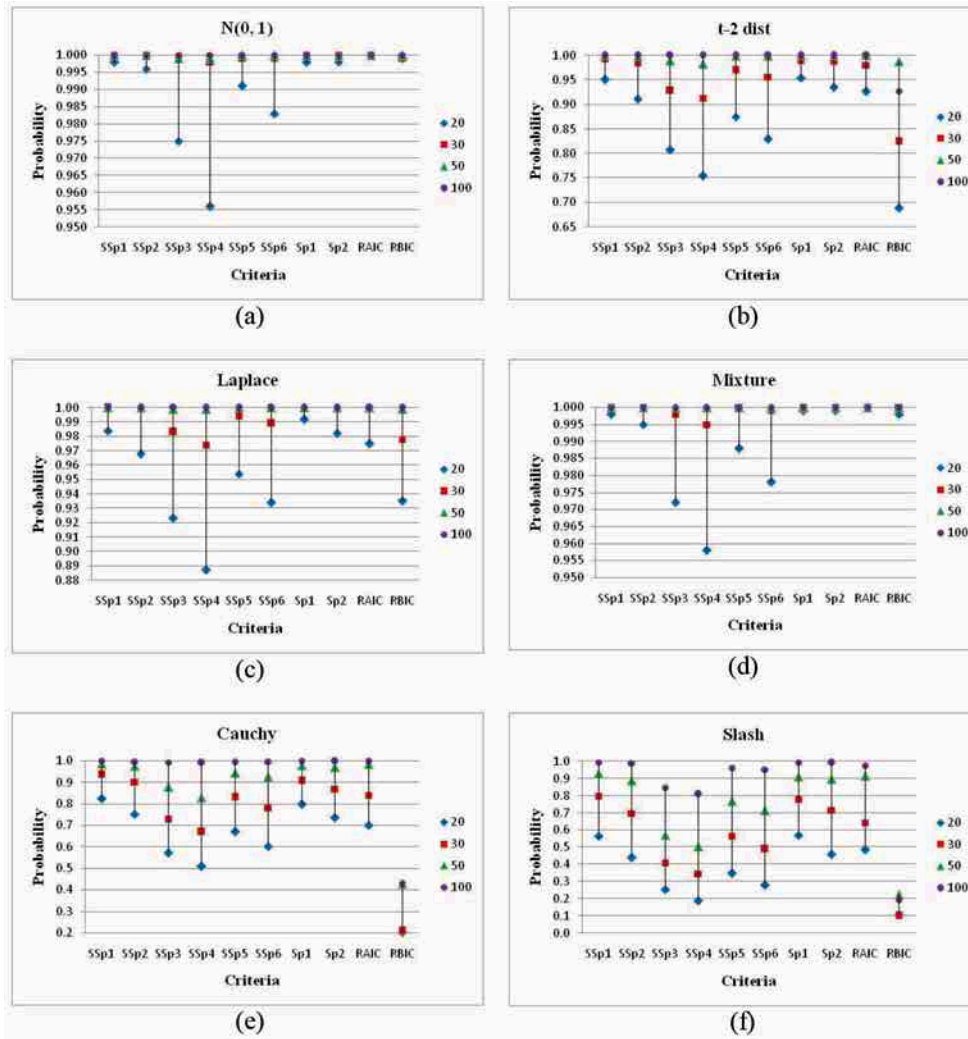 N(0, 1)
Probability
1.000
0.995
0.990
0.985
0.980
0.975
0.970
0.965
0.960
0.955
0.950
SSp1 SSp2 SSp3 SSp4 SSp5 SSp6 Sp1 Sp2 RAIC RBIC
Criteria
20
30
50
100
(a)
t-2 dist
Probability
1.00
0.95
0.90
0.85
0.80
0.75
0.70
0.65
SSp1 SSp2 SSp3 SSp4 SSp5 SSp6 Sp1 Sp2 RAIC RBIC
Criteria
20
30
50
100
(b)
Laplace
Probability
1.00
0.99
0.98
0.97
0.96
0.95
0.94
0.93
0.92
0.91
0.90
0.89
0.88
SSp1 SSp2 SSp3 SSp4 SSp5 SSp6 Sp1 Sp2 RAIC RBIC
Criteria
20
30
50
100
(c)
Mixture
Probability
1.000
0.995
0.990
0.985
0.980
0.975
0.970
0.965
0.960
0.955
0.950
SSp1 SSp2 SSp3 SSp4 SSp5 SSp6 Sp1 Sp2 RAIC RBIC
Criteria
20
30
50
100
(d)
Cauchy
Probability
1.0
0.9
0.8
0.7
0.6
0.5
0.4
0.3
0.2
SSp1 SSp2 SSp3 SSp4 SSp5 SSp6 Sp1 Sp2 RAIC RBIC
Criteria
20
30
50
100
(e)
Slash
Probability
1.0
0.9
0.8
0.7
0.6
0.5
0.4
0.3
0.2
0.1
0.0
SSp1 SSp2 SSp3 SSp4 SSp5 SSp6 Sp1 Sp2 RAIC RBIC
Criteria
20
30
50
100
(f)